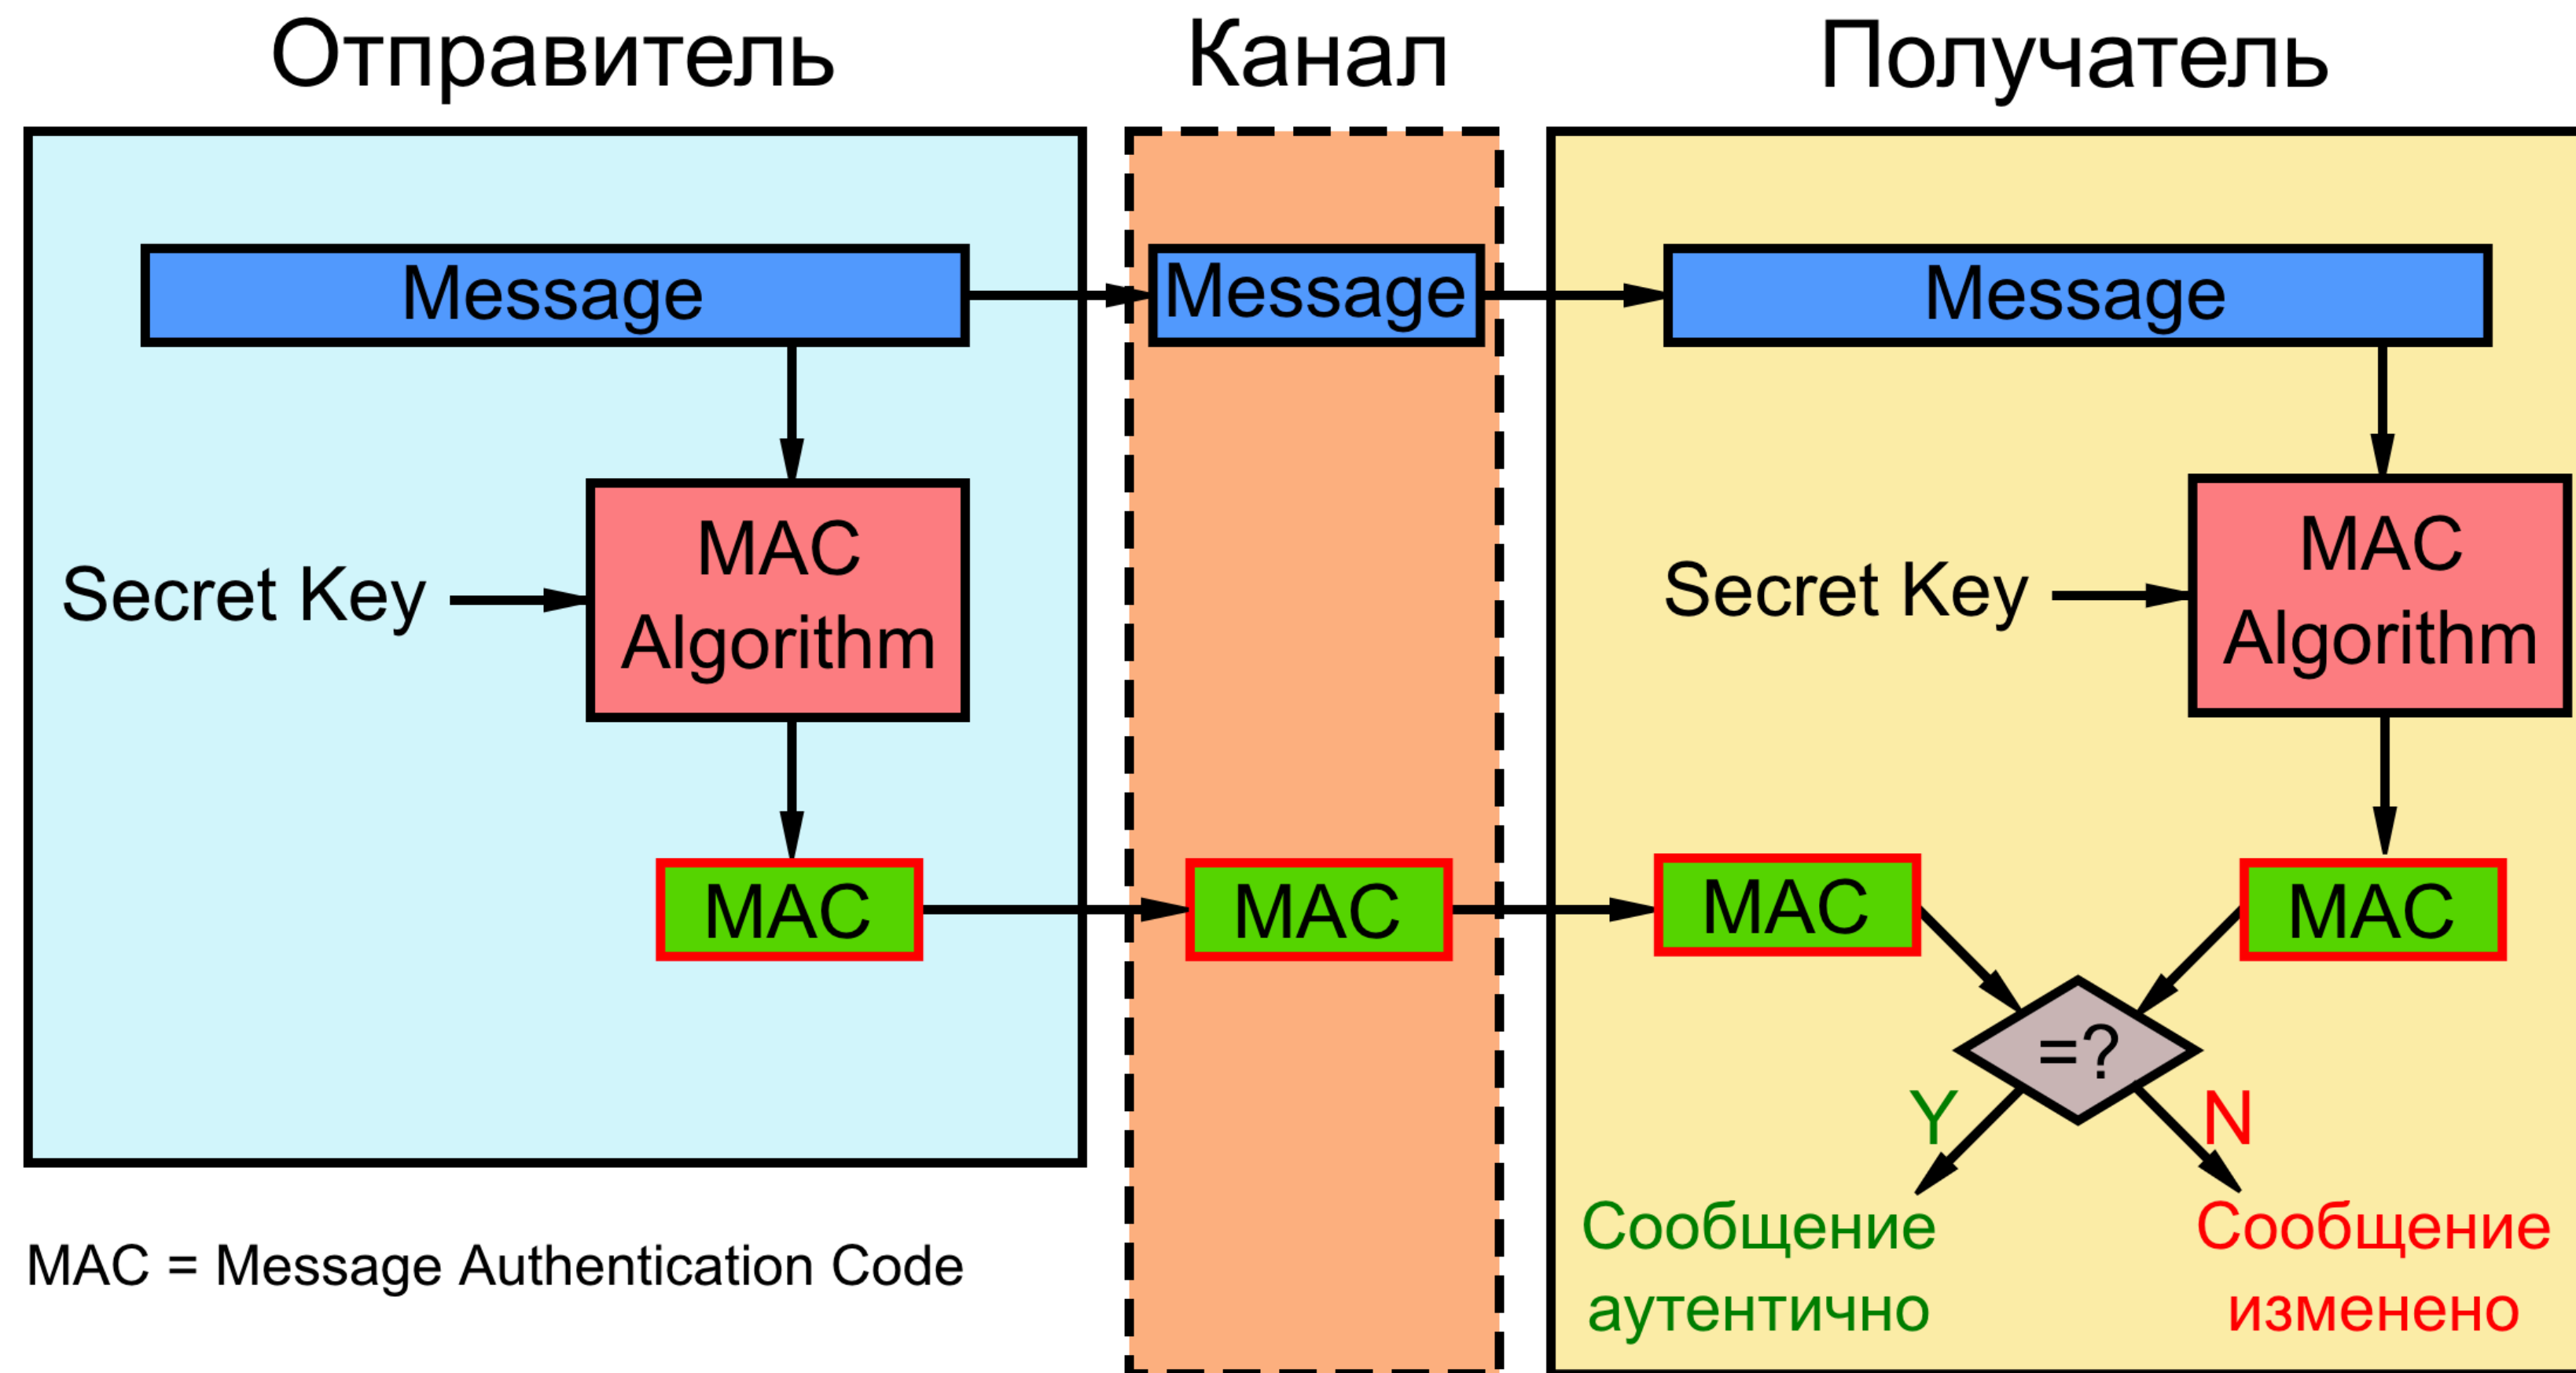 Отправитель
Канал
Получатель
Message
Message
Message
Secret Key
MAC
Algorithm
Secret Key
MAC
Algorithm
MAC
MAC
MAC
MAC
=?
Y
N
Сообщение
аутентично
Сообщение
изменено
MAC = Message Authentication Code